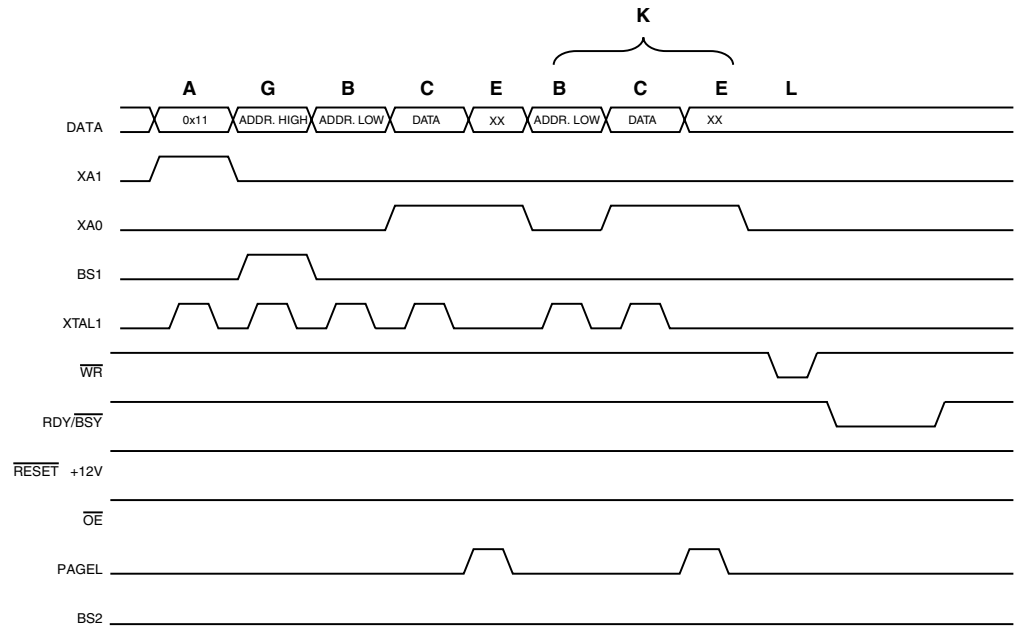 K
A G B C E B C E L
DATA 0x11 ADDR. HIGH ADDR. LOW DATA XX ADDR. LOW DATA XX
XA1
XA0
BS1
XTAL1
WR
RDY/BSY
RESET +12V
OE
PAGEL
BS2